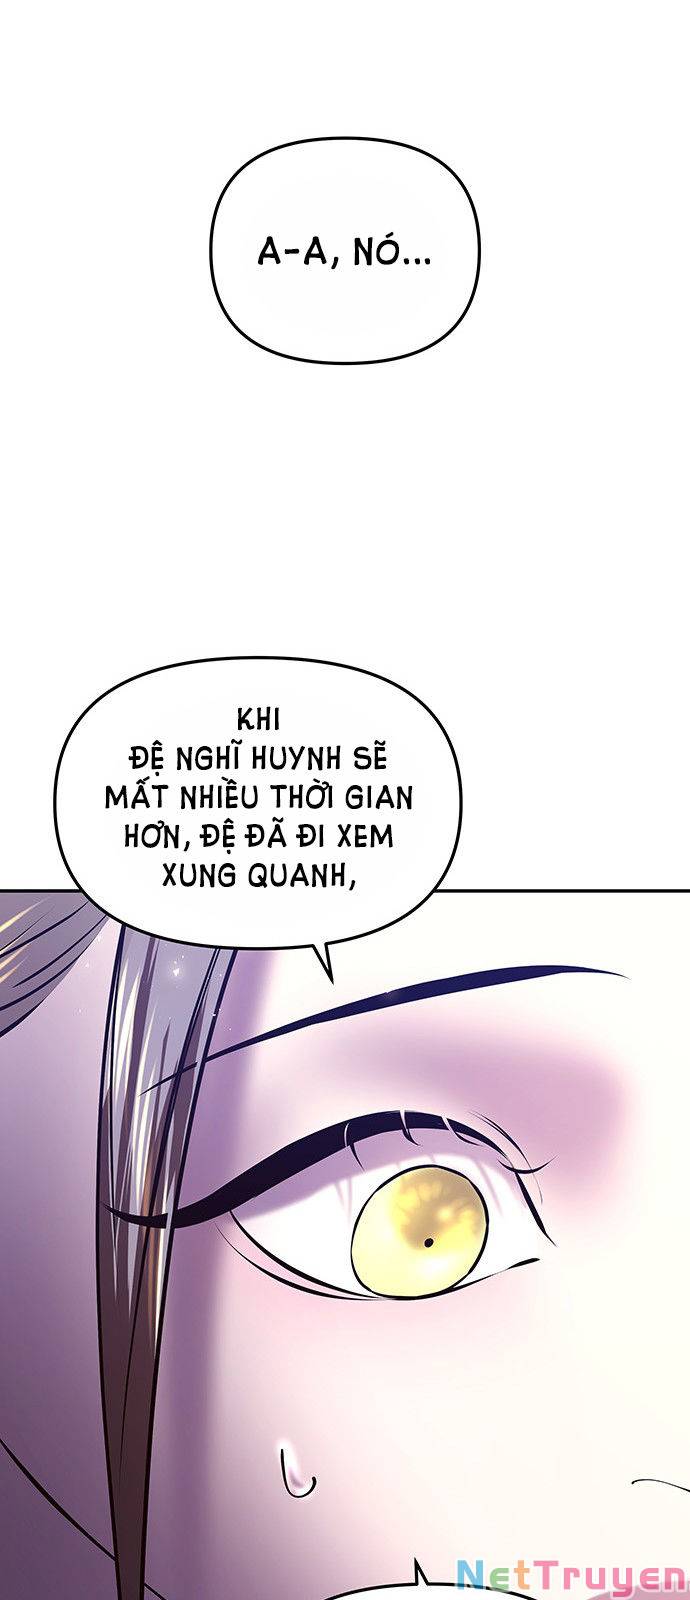 A-A, NÓ...
KHI
ĐỆ NGHĨ HUYNH SẼ
MẤT NHIỀU THỜI GIAN
HƠN, ĐỆ ĐÃ ĐI XEM
XUNG QUANH,
NetTruyen